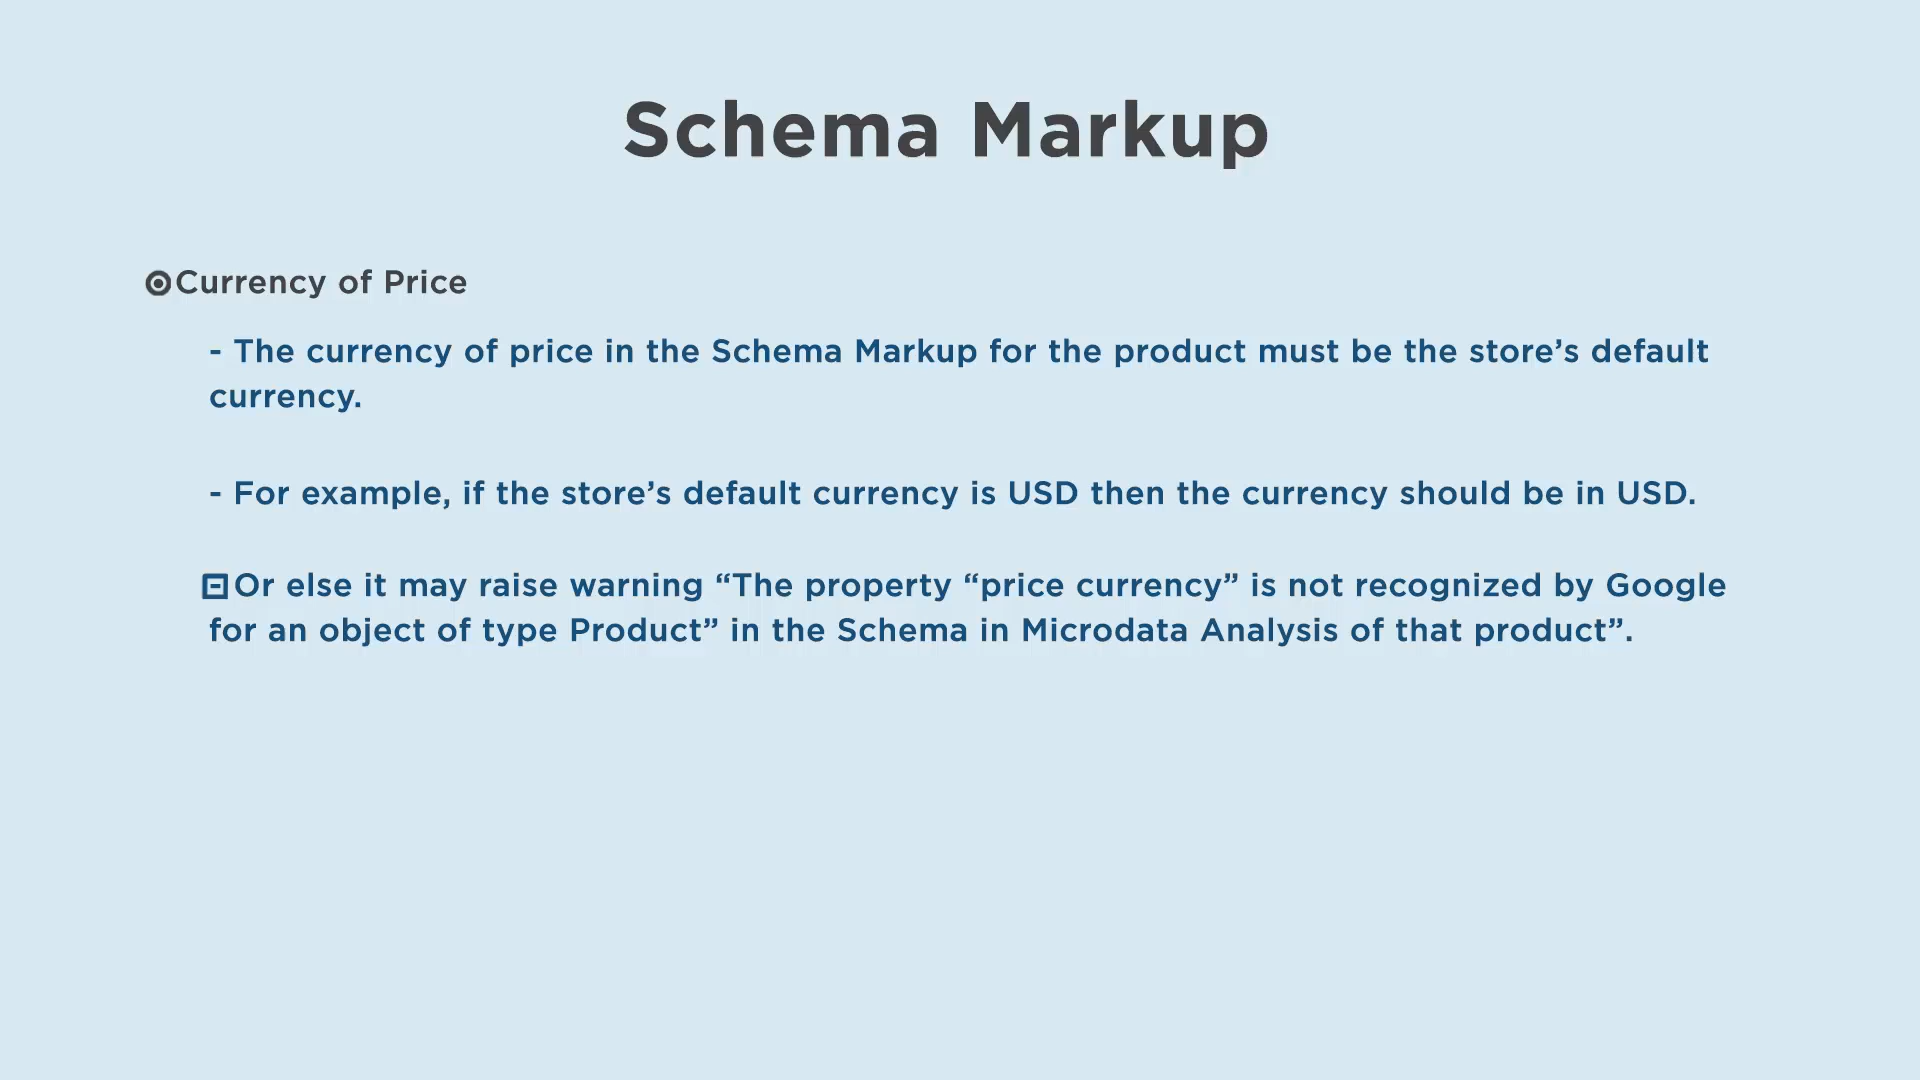 Schema Markup
Currency of Price
- The currency of price in the Schema Markup for the product must be the store’s default
currency.
- For example, if the store’s default currency is USD then the currency should be in USD.
Or else it may raise warning “The property “price currency” is not recognized by Google
for an object of type Product” in the Schema in Microdata Analysis of that product”.